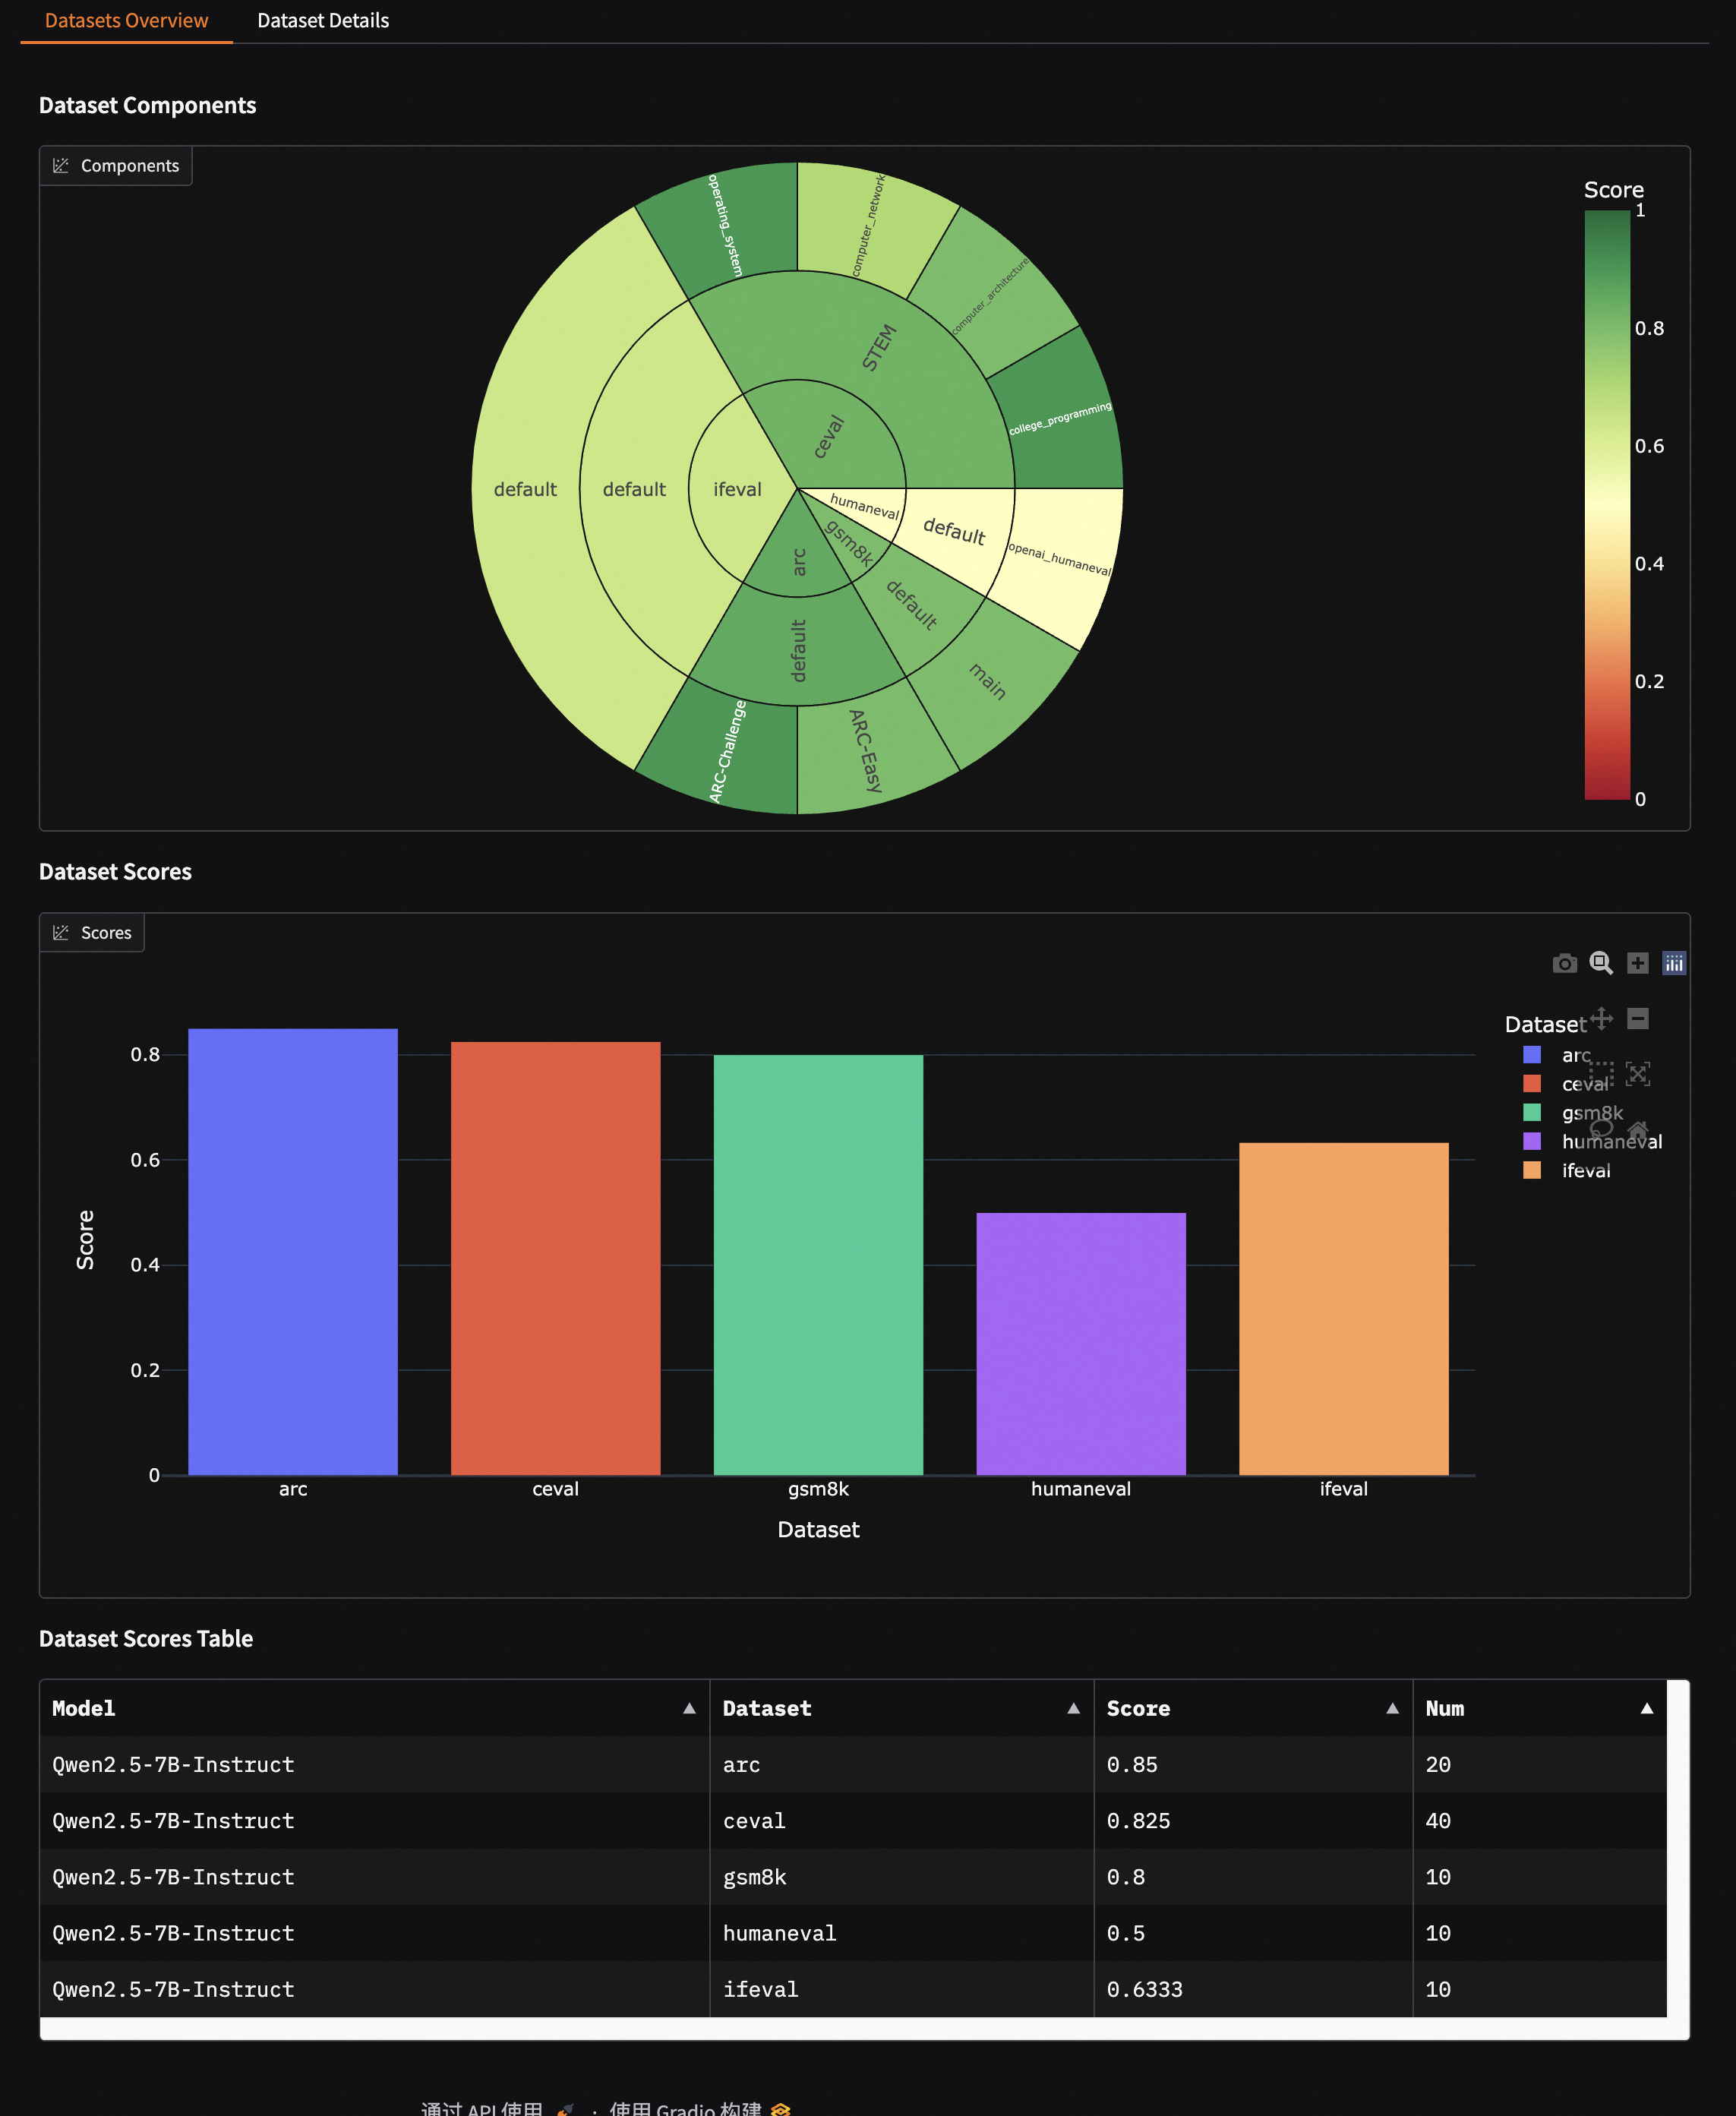 Datasets Overview
Dataset Details
Dataset Components
Components
operating_system
computer_network
computer_architecture
college_programming
STEM
ceval
default
default
ifeval
humaneval
default
openai_humaneval
gsm8k
default
main
arc
default
ARC-Challenge
ARC-Easy
Score
1
0.8
0.6
0.4
0.2
0
Dataset Scores
Scores
Dataset
arc
ceval
gsm8k
humaneval
ifeval
0.8
0.6
0.4
0.2
0
Score
arc ceval gsm8k humaneval ifeval
Dataset
Dataset Scores Table
Model Dataset Score Num
Qwen2.5-7B-Instruct arc 0.85 20
Qwen2.5-7B-Instruct ceval 0.825 40
Qwen2.5-7B-Instruct gsm8k 0.8 10
Qwen2.5-7B-Instruct humaneval 0.5 10
Qwen2.5-7B-Instruct ifeval 0.6333 10
通过 API 使用 · 使用 Gradio 构建